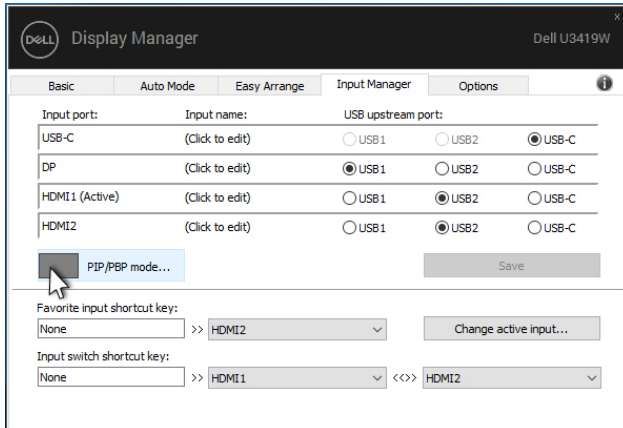 x
DELL Display Manager Dell U3419W
Basic Auto Mode Easy Arrange Input Manager Options i
Input port: Input name: USB upstream port:
USB-C (Click to edit) USB1 USB2 USB-C
DP (Click to edit) USB1 USB2 USB-C
HDMI1 (Active) (Click to edit) USB1 USB2 USB-C
HDMI2 (Click to edit) USB1 USB2 USB-C
PIP/PBP mode... Save
Favorite input shortcut key:
None >> HDMI2 Change active input...
Input switch shortcut key:
None >> HDMI1 <<>> HDMI2